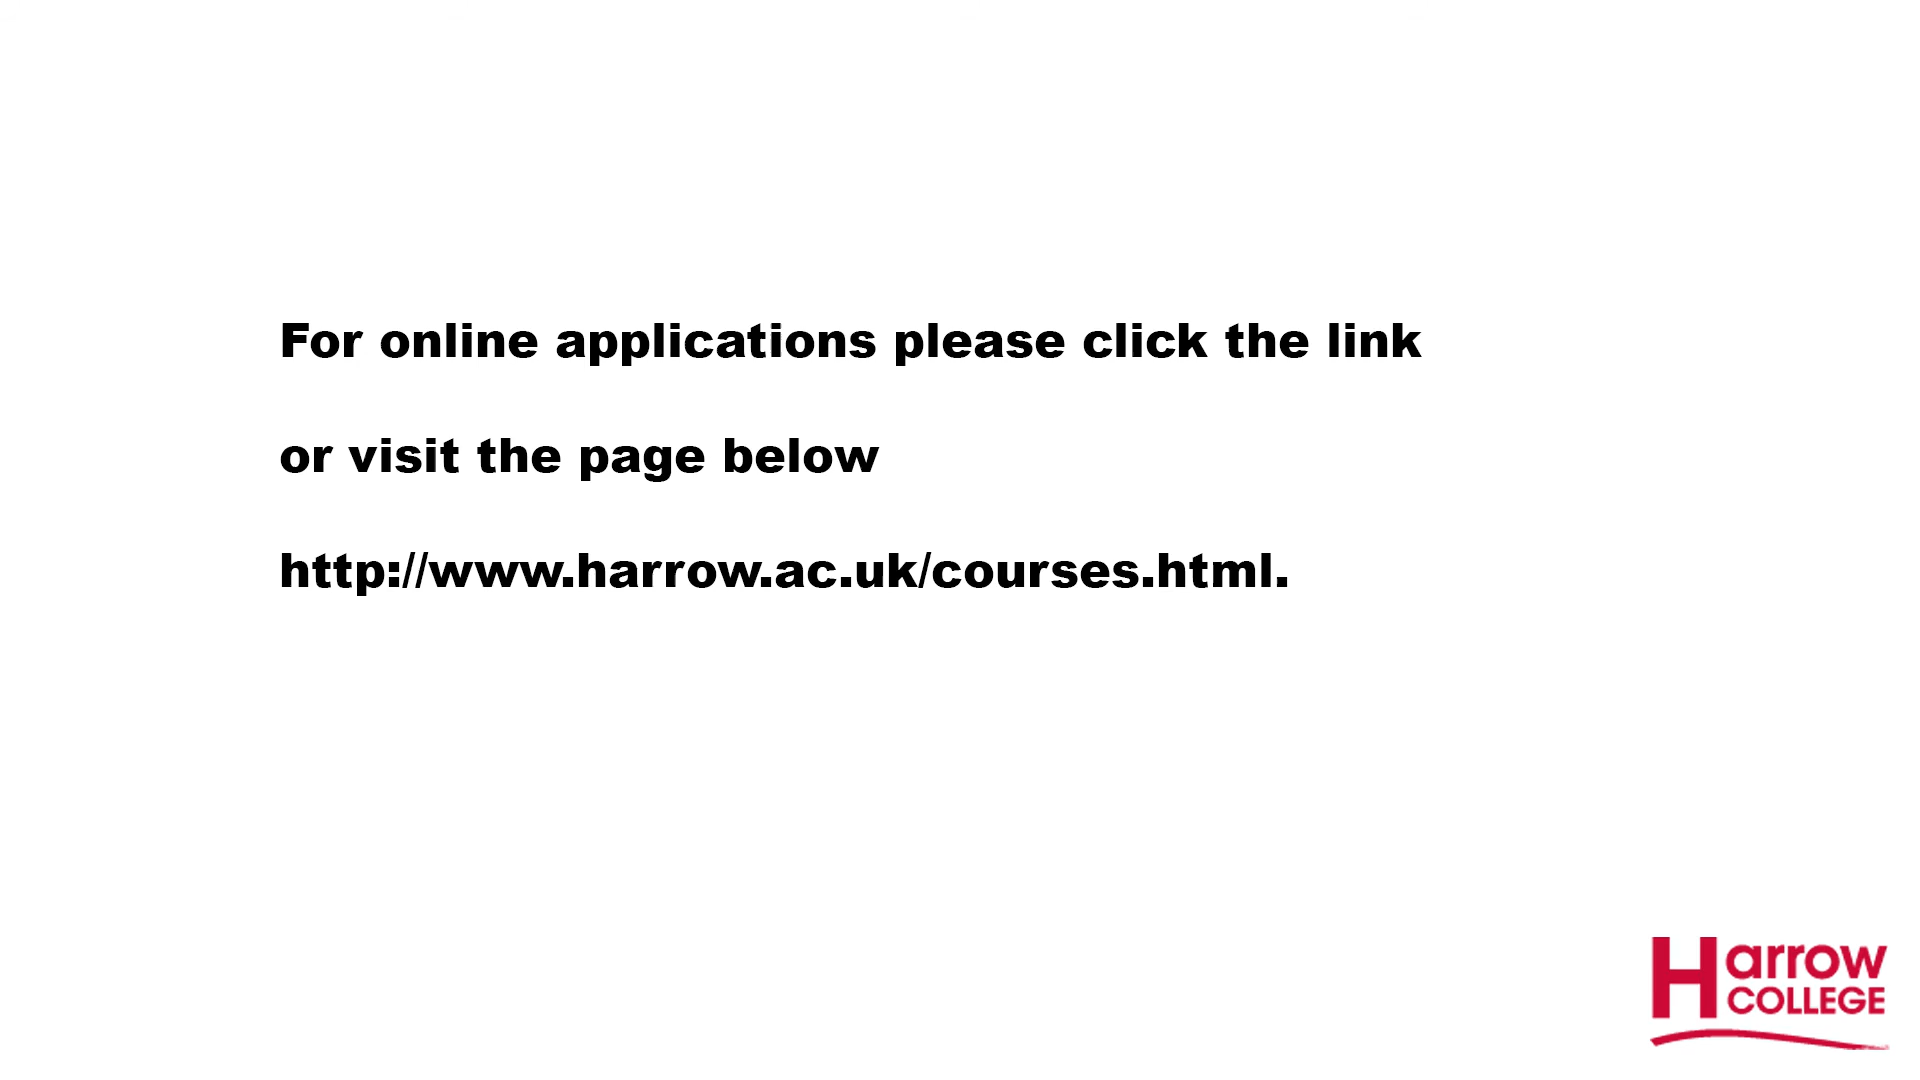 For online applications please click the link
or visit the page below
http://www.harrow.ac.uk/courses.html.
Harrow
COLLEGE